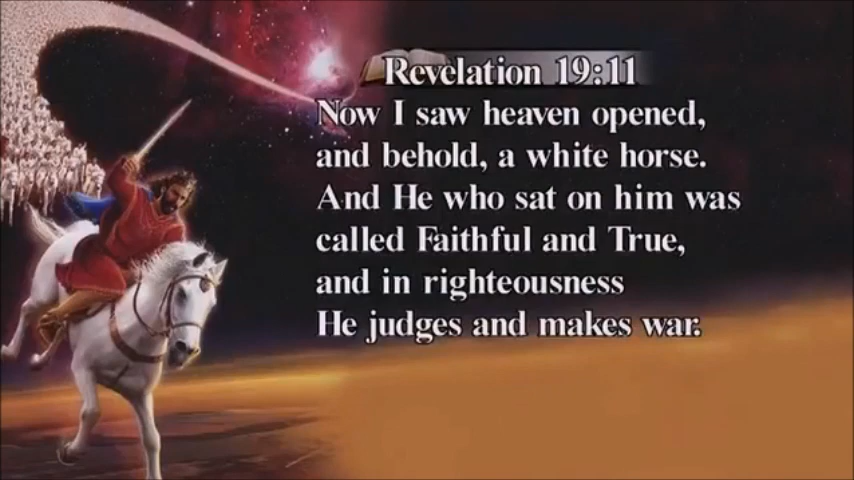 Revelation 19:11
Now I saw heaven opened,
and behold, a white horse.
And He who sat on him was
called Faithful and True,
and in righteousness
He judges and makes war.